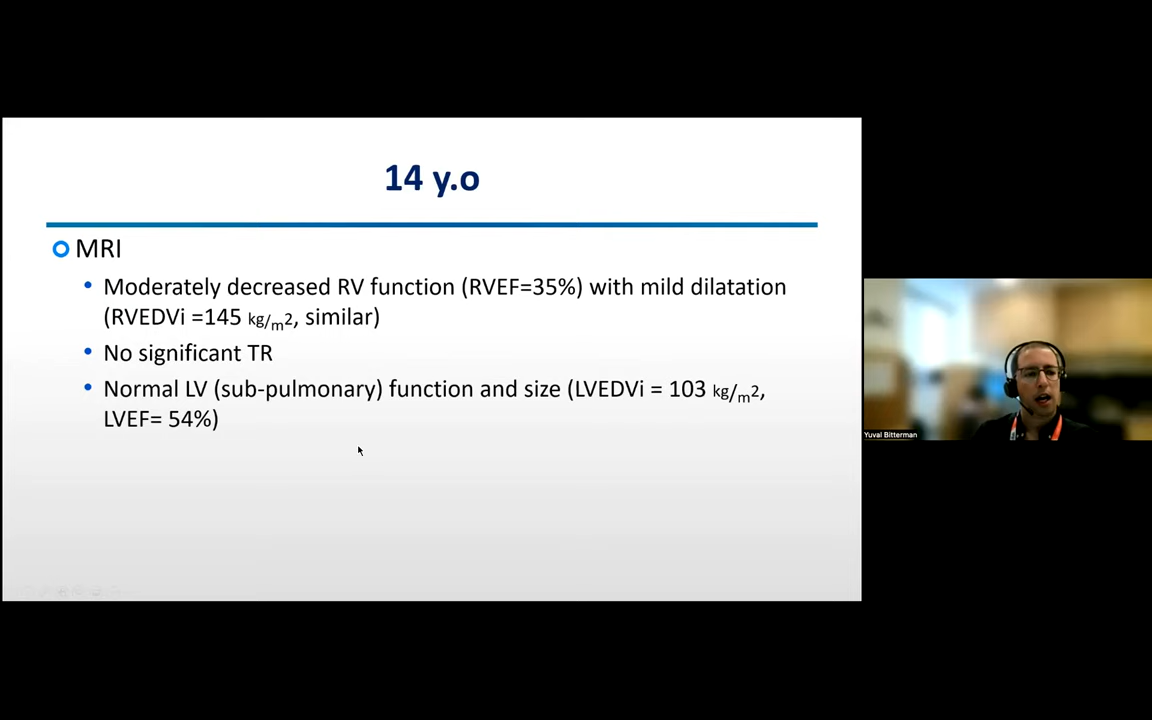 14 y.o
MRI
• Moderately decreased RV function (RVEF=35%) with mild dilatation
(RVEDVi =145 kg/m2, similar)
• No significant TR
• Normal LV (sub-pulmonary) function and size (LVEDVi = 103 kg/m2,
LVEF= 54%)
Yuval Bitterman